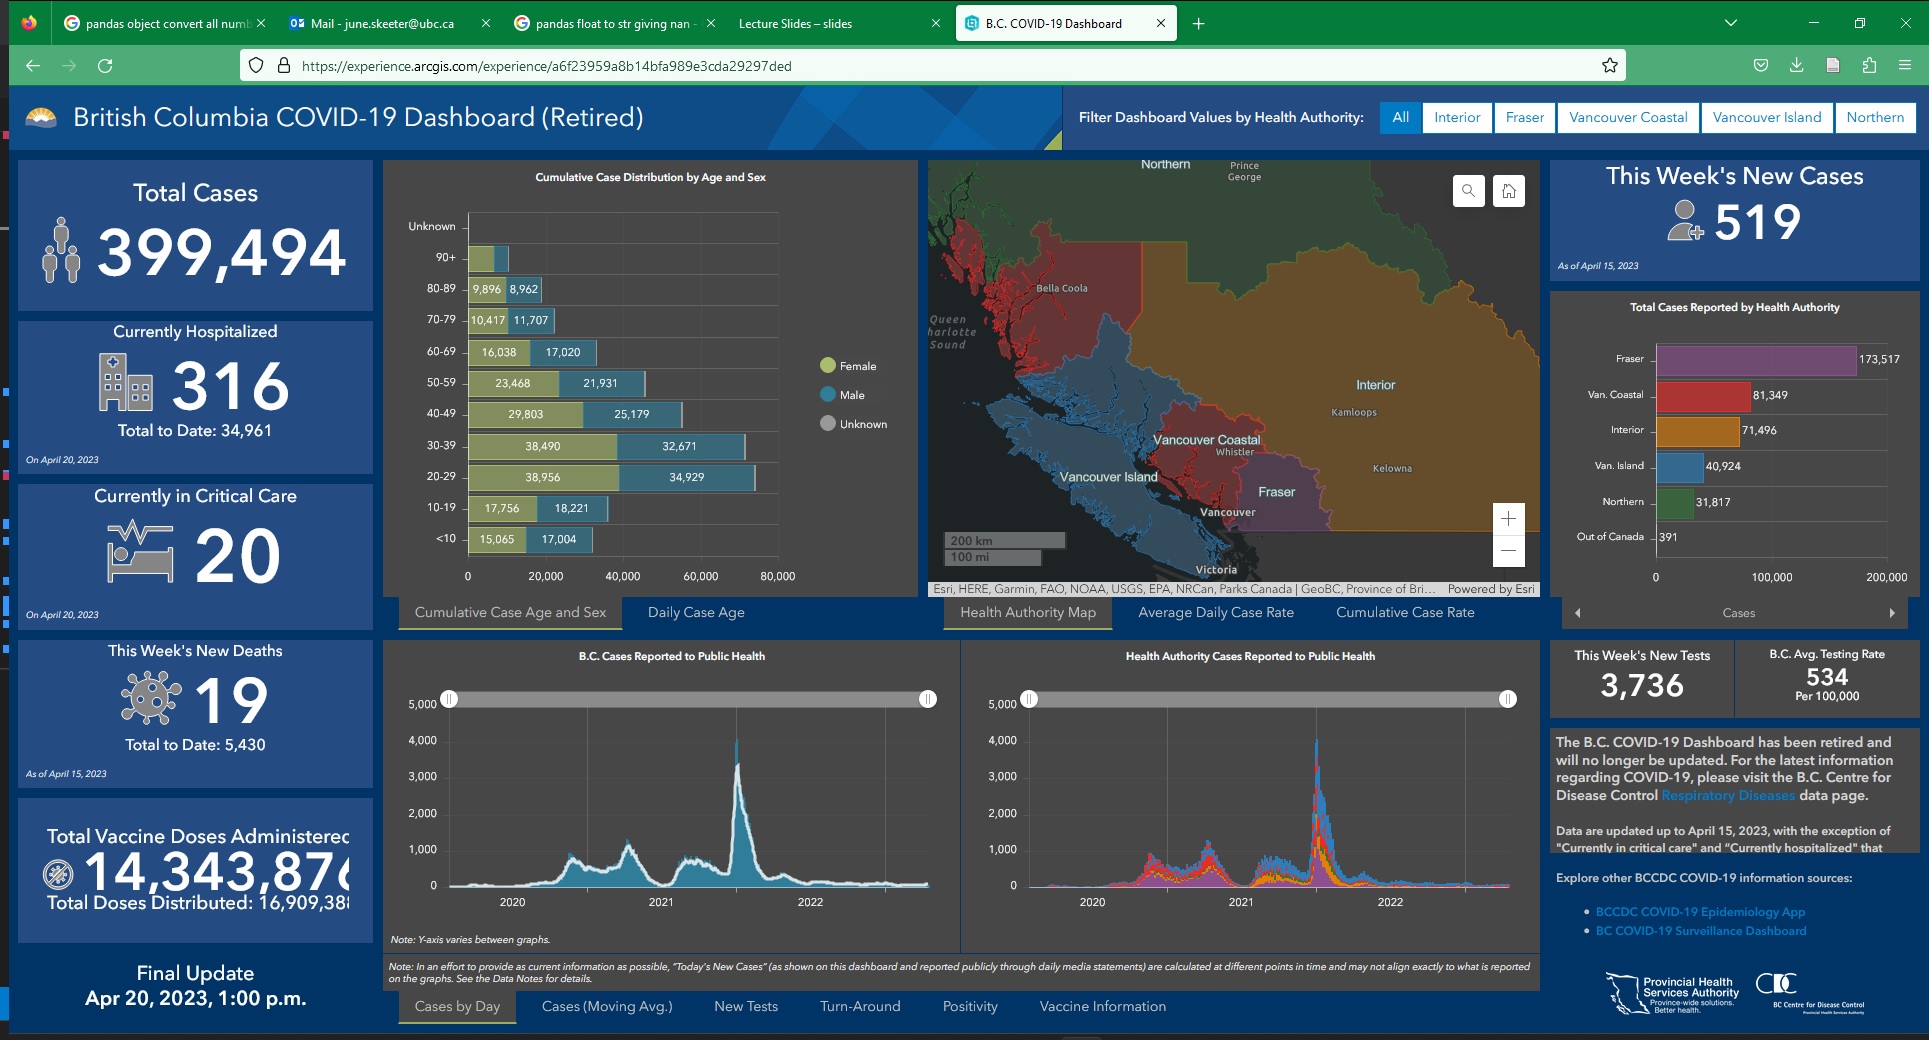 pandas object convert all numb
Mail - june.skeeter@ubc.ca
pandas float to str giving nan -
Lecture Slides – slides
B.C. COVID-19 Dashboard
https://experience.arcgis.com/experience/a6f23959a8b14bfa989e3cda29297ded
British Columbia COVID-19 Dashboard (Retired)
Filter Dashboard Values by Health Authority:
All
Interior
Fraser
Vancouver Coastal
Vancouver Island
Northern
Total Cases
399,494
Currently Hospitalized
316
Total to Date: 34,961
On April 20, 2023
Currently in Critical Care
20
On April 20, 2023
This Week's New Deaths
19
Total to Date: 5,430
As of April 15, 2023
Total Vaccine Doses Administered
14,343,876
Total Doses Distributed: 16,909,38
Final Update
Apr 20, 2023, 1:00 p.m.
Cumulative Case Distribution by Age and Sex
Unknown
90+
80-89
9,896
8,962
70-79
10,417
11,707
60-69
16,038
17,020
50-59
23,468
21,931
40-49
29,803
25,179
30-39
38,490
32,671
20-29
38,956
34,929
10-19
17,756
18,221
<10
15,065
17,004
0
20,000
40,000
60,000
80,000
Female
Male
Unknown
Cumulative Case Age and Sex
Daily Case Age
Northern
Prince
George
Bella Coola
Queen
harlotte
Sound
Interior
Kamloops
Vancouver Coastal
Whistler
Kelowna
Vancouver Island
Fraser
Vancouver
Victoria
200 km
100 mi
Esri, HERE, Garmin, FAO, NOAA, USGS, EPA, NRCan, Parks Canada | GeoBC, Province of Bri...
Powered by Esri
Health Authority Map
Average Daily Case Rate
Cumulative Case Rate
This Week's New Cases
519
As of April 15, 2023
Total Cases Reported by Health Authority
Fraser
173,517
Van. Coastal
81,349
Interior
71,496
Van. Island
40,924
Northern
31,817
Out of Canada
391
0
100,000
200,000
Cases
B.C. Cases Reported to Public Health
5,000
4,000
3,000
2,000
1,000
0
2020
2021
2022
Note: Y-axis varies between graphs.
Health Authority Cases Reported to Public Health
5,000
4,000
3,000
2,000
1,000
0
2020
2021
2022
Note: In an effort to provide as current information as possible, "Today's New Cases" (as shown on this dashboard and reported publicly through daily media statements) are calculated at different points in time and may not align exactly to what is reported
on the graphs. See the Data Notes for details.
Cases by Day
Cases (Moving Avg.)
New Tests
Turn-Around
Positivity
Vaccine Information
This Week's New Tests
3,736
B.C. Avg. Testing Rate
534
Per 100,000
The B.C. COVID-19 Dashboard has been retired and
will no longer be updated. For the latest information
regarding COVID-19, please visit the B.C. Centre for
Disease Control Respiratory Diseases data page.
Data are updated up to April 15, 2023, with the exception of
"Currently in critical care" and "Currently hospitalized" that
Explore other BCCDC COVID-19 information sources:
BCCDC COVID-19 Epidemiology App
BC COVID-19 Surveillance Dashboard
Provincial Health
Services Authority
Province-wide solutions.
Better health.
CDC
BC Centre for Disease Control
Provincial Health Services Authority